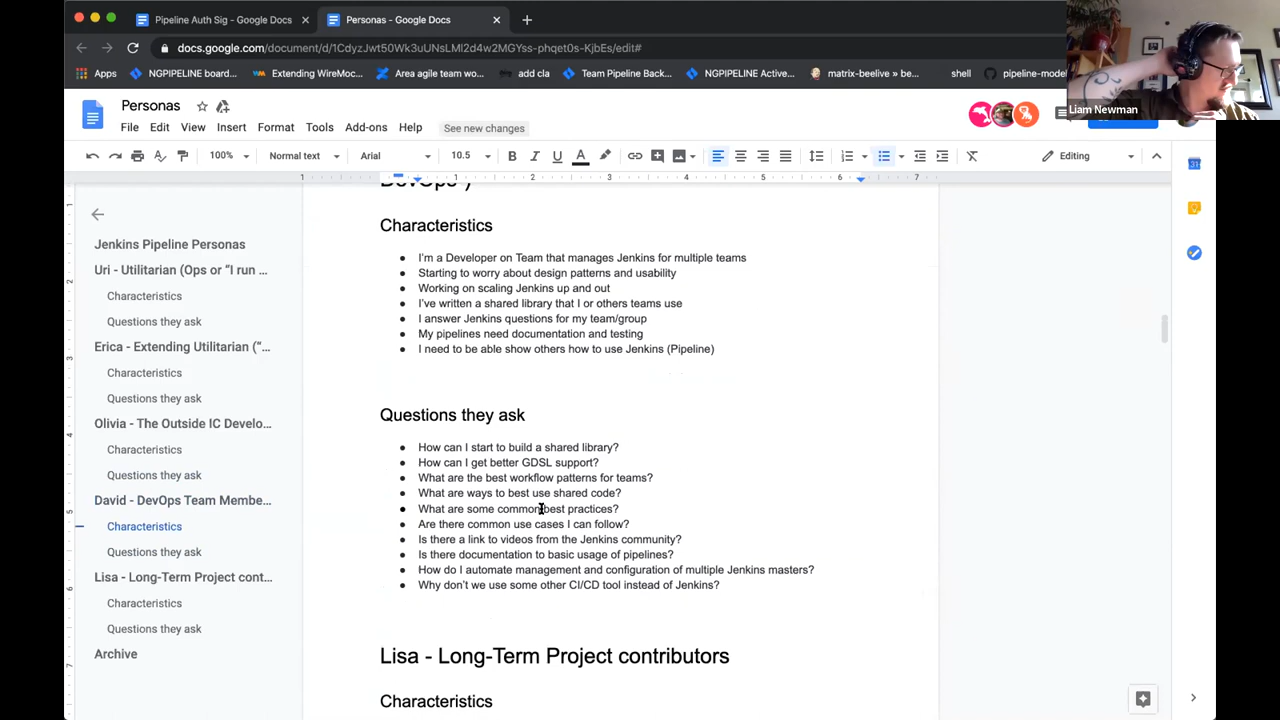 Pipeline Auth Sig - Google Docs
Personas - Google Docs
docs.google.com/document/d/1CdyzJwt50Wk3uUNsLMI2d4w2MGYss-phqet0s-KjbEs/edit#
Apps
NGPIPELINE board...
Extending WireMoc...
Area agile team wo...
add cla
Team Pipeline Back...
NGPIPELINE Active...
matrix-beelive » be...
shell
pipeline-model
Liam Newman
Personas
File Edit View Insert Format Tools Add-ons Help
See new changes
100% Normal text Arial 10.5 B I U A Editing
1 1 2 3 4 5 6 7
Jenkins Pipeline Personas
Uri - Utilitarian (Ops or “I run ...
Characteristics
Questions they ask
Erica - Extending Utilitarian (“...
Characteristics
Questions they ask
Olivia - The Outside IC Develo...
Characteristics
Questions they ask
David - DevOps Team Membe...
Characteristics
Questions they ask
Lisa - Long-Term Project cont...
Characteristics
Questions they ask
Archive
DevOps”)
Characteristics
● I’m a Developer on Team that manages Jenkins for multiple teams
● Starting to worry about design patterns and usability
● Working on scaling Jenkins up and out
● I’ve written a shared library that I or others teams use
● I answer Jenkins questions for my team/group
● My pipelines need documentation and testing
● I need to be able show others how to use Jenkins (Pipeline)
Questions they ask
● How can I start to build a shared library?
● How can I get better GDSL support?
● What are the best workflow patterns for teams?
● What are ways to best use shared code?
● What are some common best practices?
● Are there common use cases I can follow?
● Is there a link to videos from the Jenkins community?
● Is there documentation to basic usage of pipelines?
● How do I automate management and configuration of multiple Jenkins masters?
● Why don’t we use some other CI/CD tool instead of Jenkins?
Lisa - Long-Term Project contributors
Characteristics